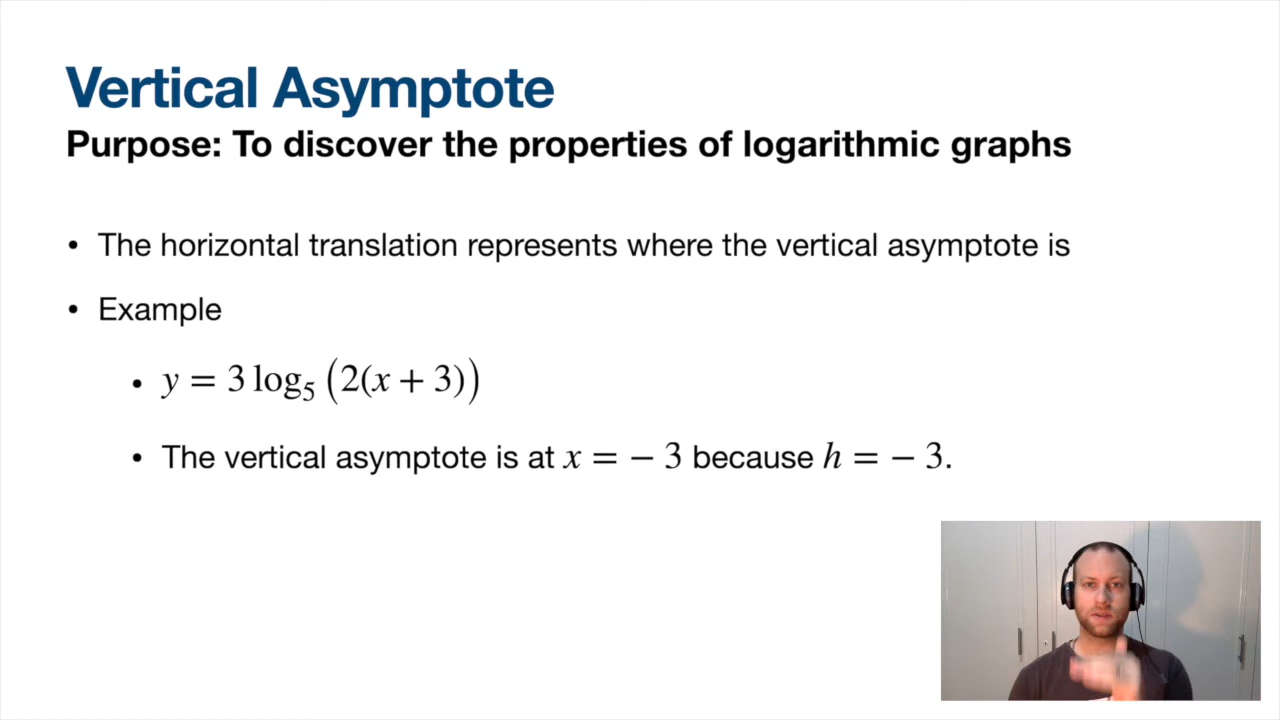 Vertical Asymptote
Purpose: To discover the properties of logarithmic graphs
• The horizontal translation represents where the vertical asymptote is
• Example
• y = 3 log₅ (2(x + 3))
• The vertical asymptote is at x = − 3 because h = − 3.